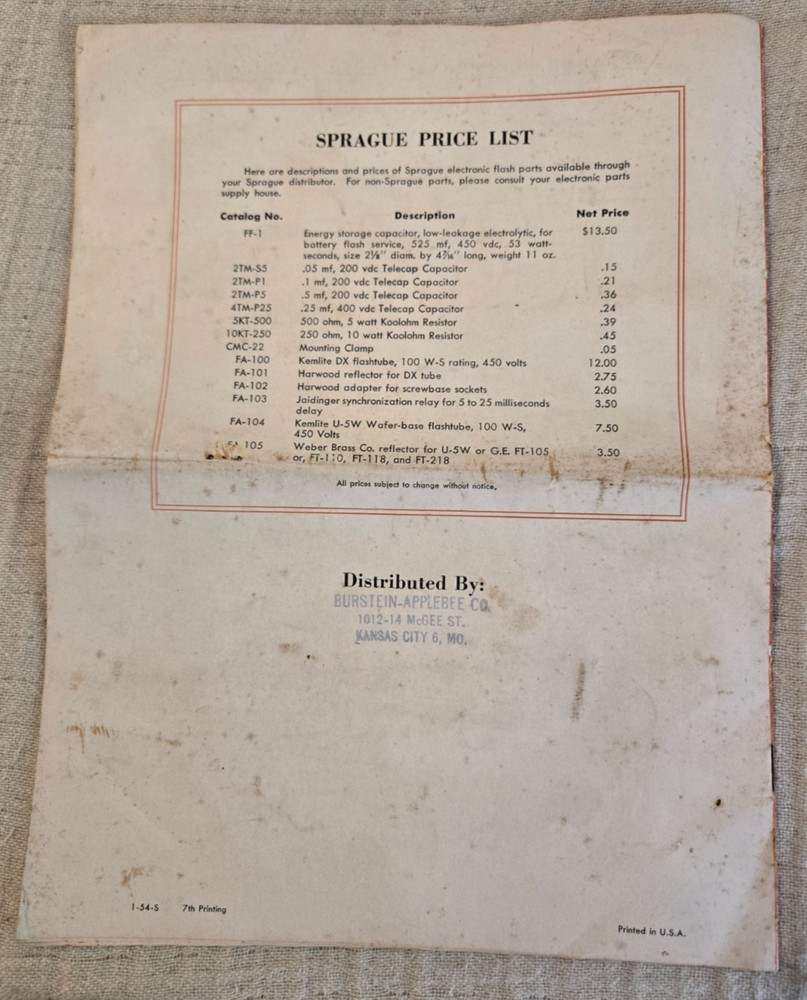 SPRAGUE PRICE LIST
Here are descriptions and prices of Sprague electronic flash parts available through
your Sprague distributor. For non-Sprague parts, please consult your electronic parts
supply house.
Catalog No. Description Net Price
FF-1 Energy storage capacitor, low-leakage electrolytic, for $13.50
battery flash service, 525 mf, 450 vdc, 53 watt-
seconds, size 2⅛" diam. by 4⁷⁄₁₆" long, weight 11 oz.
2TM-S5 .05 mf, 200 vdc Telecap Capacitor .15
2TM-P1 .1 mf, 200 vdc Telecap Capacitor .21
2TM-P5 .5 mf, 200 vdc Telecap Capacitor .36
4TM-P25 .25 mf, 400 vdc Telecap Capacitor .24
5KT-500 500 ohm, 5 watt Koolohm Resistor .39
10KT-250 250 ohm, 10 watt Koolohm Resistor .45
CMC-22 Mounting Clamp .05
FA-100 Kemlite DX flashtube, 100 W-S rating, 450 volts 12.00
FA-101 Harwood reflector for DX tube 2.75
FA-102 Harwood adapter for screwbase sockets 2.60
FA-103 Jaidinger synchronization relay for 5 to 25 milliseconds 3.50
delay
FA-104 Kemlite U-5W Wafer-base flashtube, 100 W-S, 7.50
450 Volts
FA 105 Weber Brass Co. reflector for U-5W or G.E. FT-105 3.50
or, FT-110, FT-118, and FT-218
All prices subject to change without notice.
Distributed By:
BURSTEIN-APPLEBEE CO.
1012-14 McGEE ST.
KANSAS CITY 6, MO.
1-54-S 7th Printing
Printed in U.S.A.